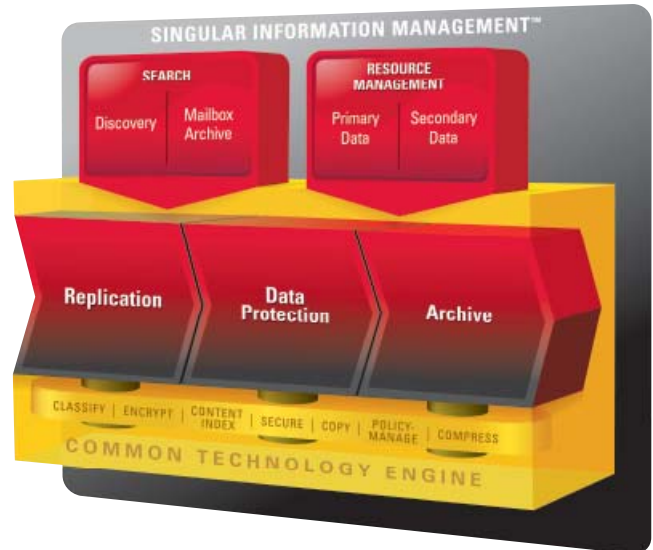 SINGULAR INFORMATION MANAGEMENT™
SEARCH
Discovery
Mailbox
Archive
RESOURCE
MANAGEMENT
Primary
Data
Secondary
Data
Replication
Data
Protection
Archive
CLASSIFY | ENCRYPT | CONTENT INDEX | SECURE | COPY | POLICY-MANAGE | COMPRESS
COMMON TECHNOLOGY ENGINE